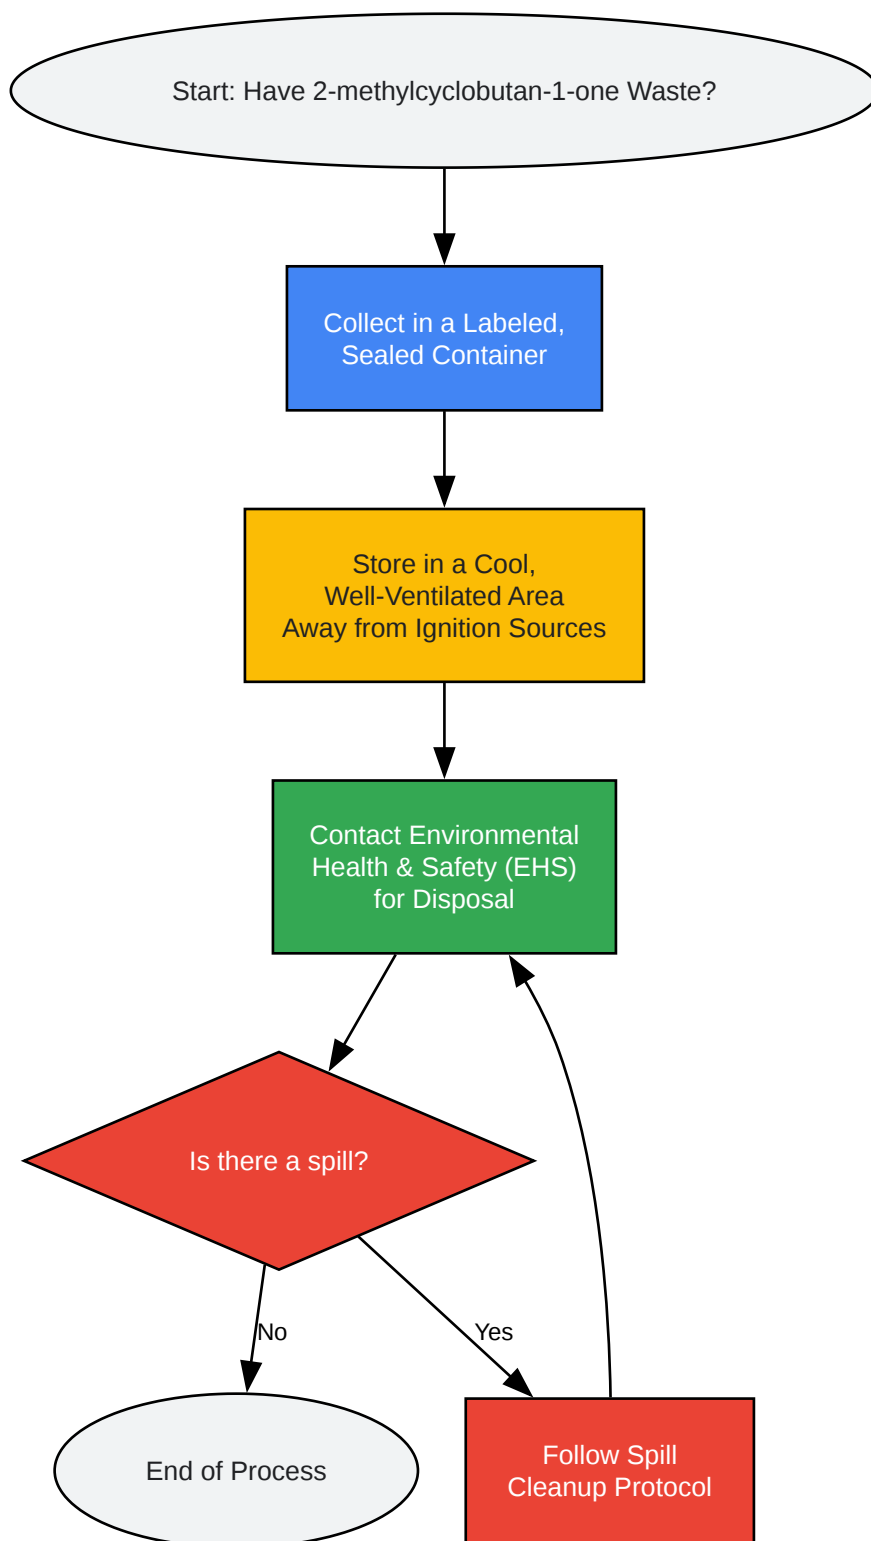 Start: Have 2-methylcyclobutan-1-one Waste?
Collect in a Labeled,
Sealed Container
Store in a Cool,
Well-Ventilated Area
Away from Ignition Sources
Contact Environmental
Health & Safety (EHS)
for Disposal
Is there a spill?
No
Yes
End of Process
Follow Spill
Cleanup Protocol